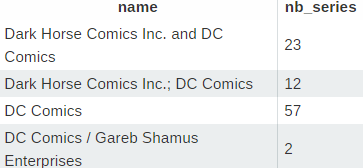 name nb_series
Dark Horse Comics Inc. and DC
Comics 23
Dark Horse Comics Inc.; DC Comics 12
DC Comics 57
DC Comics / Gareb Shamus
Enterprises 2